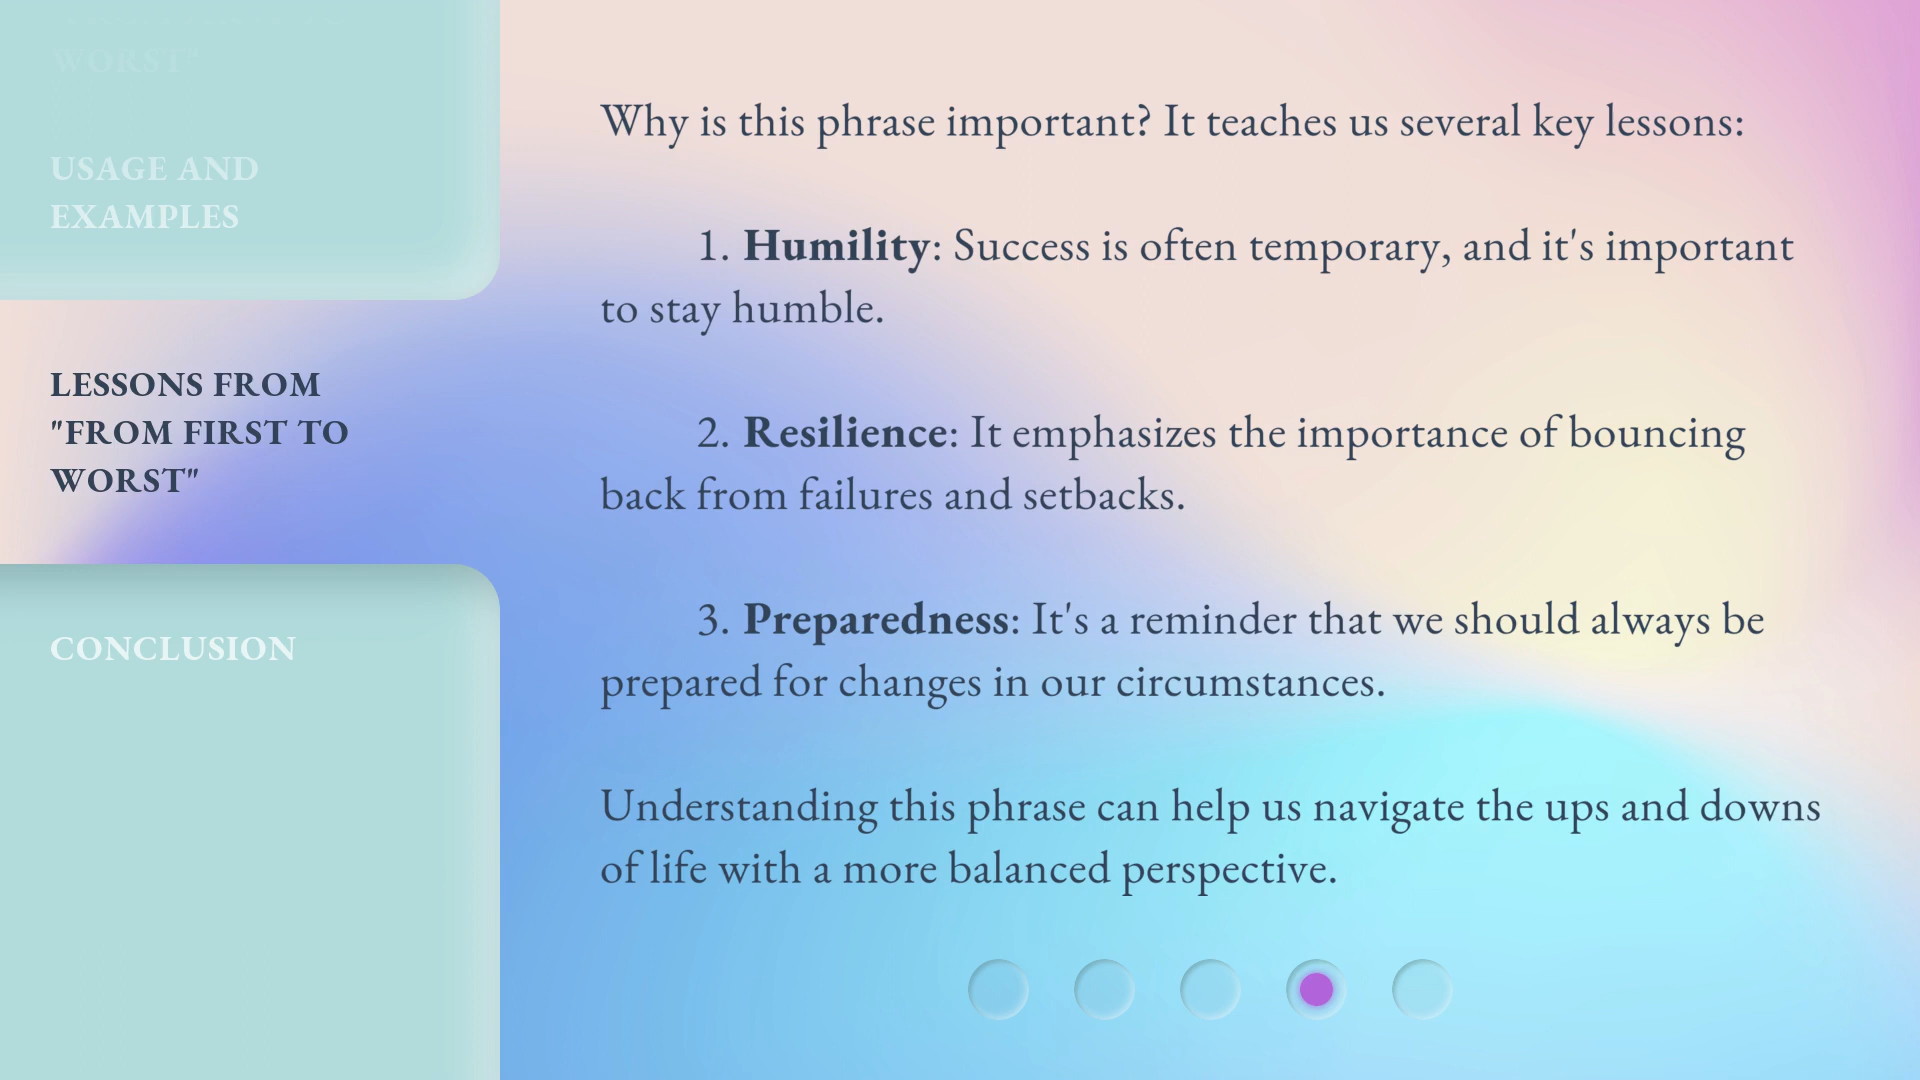 WORST"
USAGE AND
EXAMPLES
LESSONS FROM
"FROM FIRST TO
WORST"
CONCLUSION
Why is this phrase important? It teaches us several key lessons:
1. Humility: Success is often temporary, and it's important
to stay humble.
2. Resilience: It emphasizes the importance of bouncing
back from failures and setbacks.
3. Preparedness: It's a reminder that we should always be
prepared for changes in our circumstances.
Understanding this phrase can help us navigate the ups and downs
of life with a more balanced perspective.